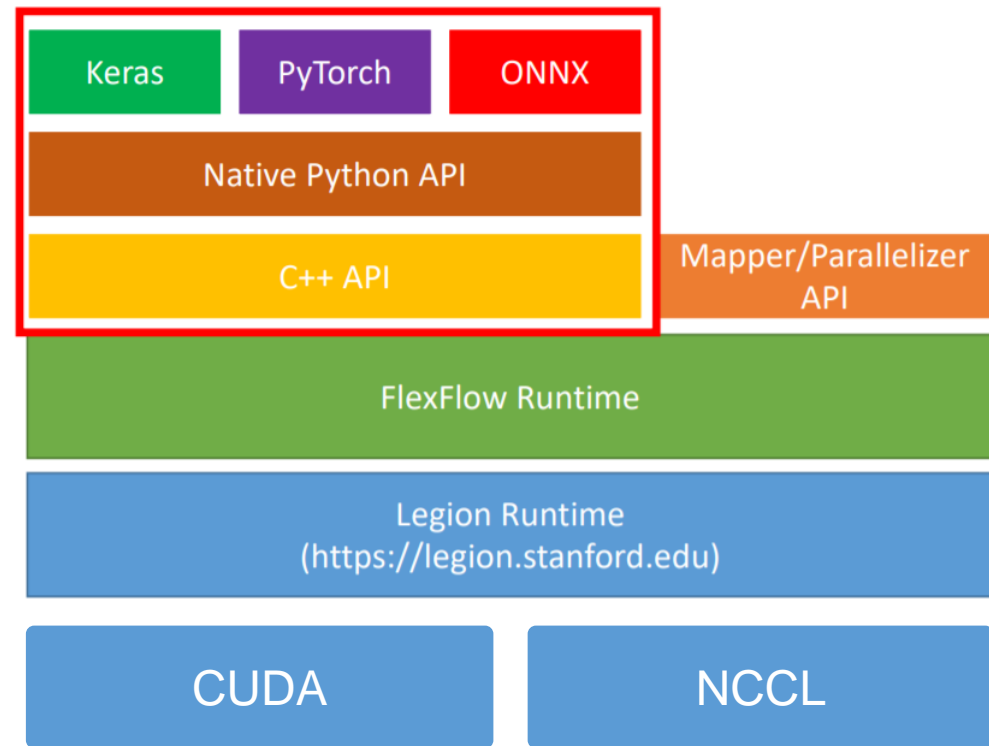 Keras
PyTorch
ONNX
Native Python API
C++ API
Mapper/Parallelizer
API
FlexFlow Runtime
Legion Runtime
(https://legion.stanford.edu)
CUDA
NCCL